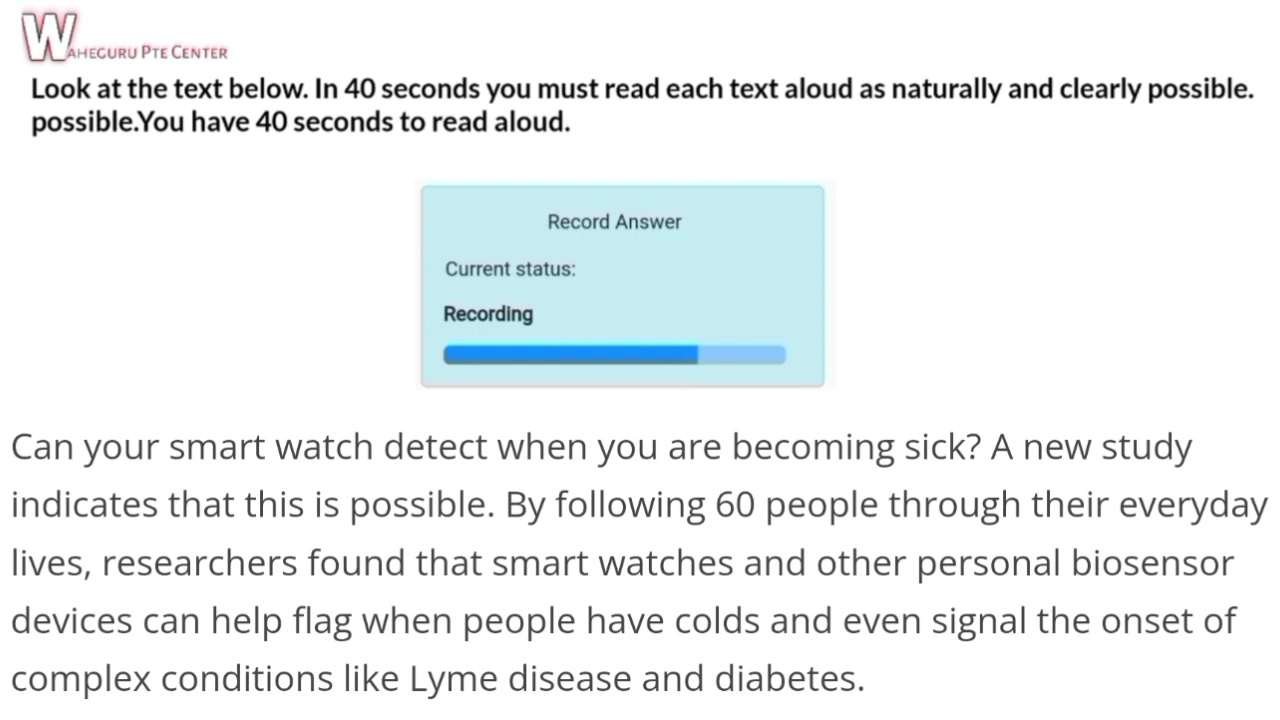 WAHEGURU PTE CENTER
Look at the text below. In 40 seconds you must read each text aloud as naturally and clearly possible.
possible.You have 40 seconds to read aloud.
Record Answer
Current status:
Recording
Can your smart watch detect when you are becoming sick? A new study
indicates that this is possible. By following 60 people through their everyday
lives, researchers found that smart watches and other personal biosensor
devices can help flag when people have colds and even signal the onset of
complex conditions like Lyme disease and diabetes.